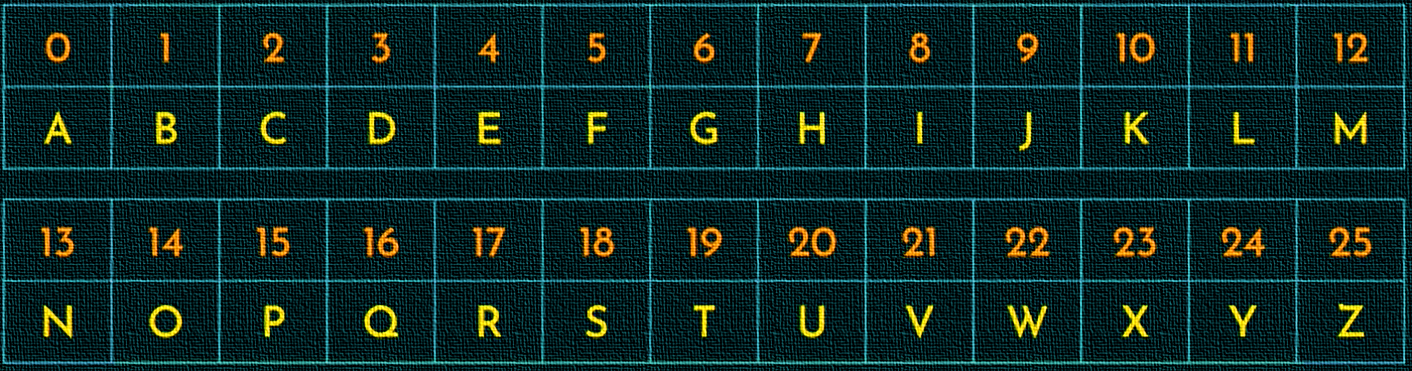 0 1 2 3 4 5 6 7 8 9 10 11 12
A B C D E F G H I J K L M
13 14 15 16 17 18 19 20 21 22 23 24 25
N O P Q R S T U V W X Y Z